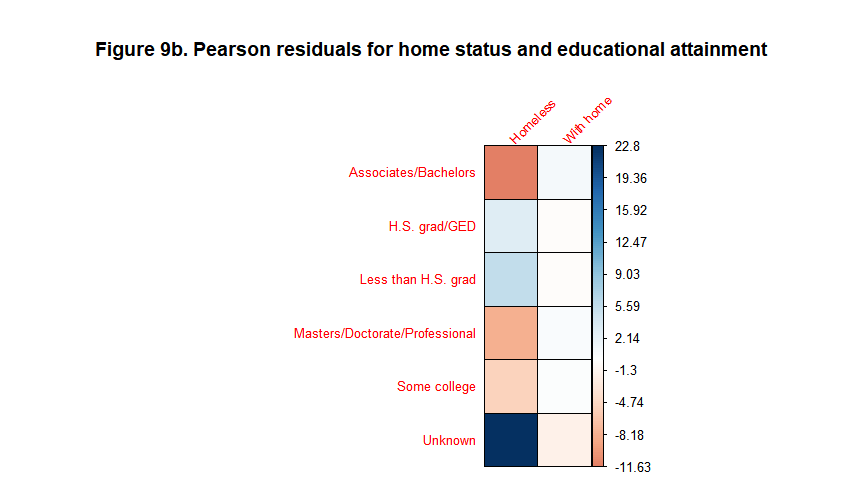 Figure 9b. Pearson residuals for home status and educational attainment
Homeless
With home
Associates/Bachelors
H.S. grad/GED
Less than H.S. grad
Masters/Doctorate/Professional
Some college
Unknown
22.8
19.36
15.92
12.47
9.03
5.59
2.14
-1.3
-4.74
-8.18
-11.63